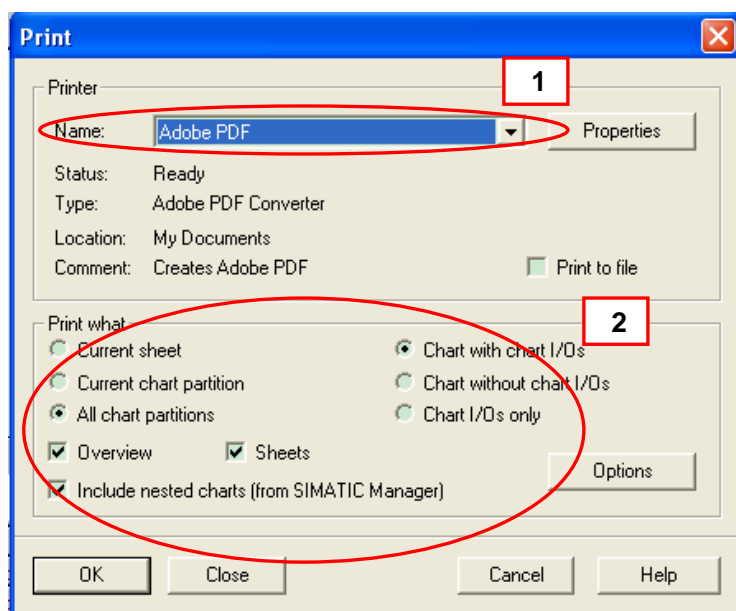 Print
Printer
1
Name: Adobe PDF Properties
Status: Ready
Type: Adobe PDF Converter
Location: My Documents
Comment: Creates Adobe PDF Print to file
Print what
2
Current sheet Chart with chart I/Os
Current chart partition Chart without chart I/Os
All chart partitions Chart I/Os only
Overview Sheets
Options
Include nested charts (from SIMATIC Manager)
OK Close Cancel Help